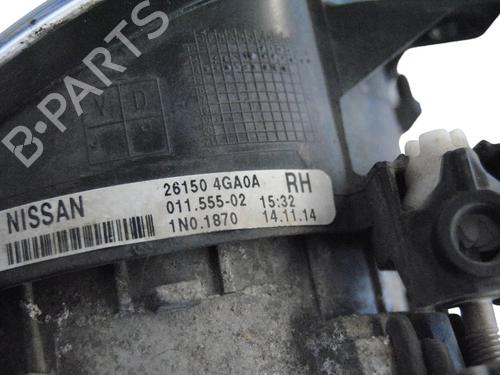 B-PARTS
V D
NISSAN
26150 4GA0A RH
011.555-02 15:32
1N0.1870 14.11.14